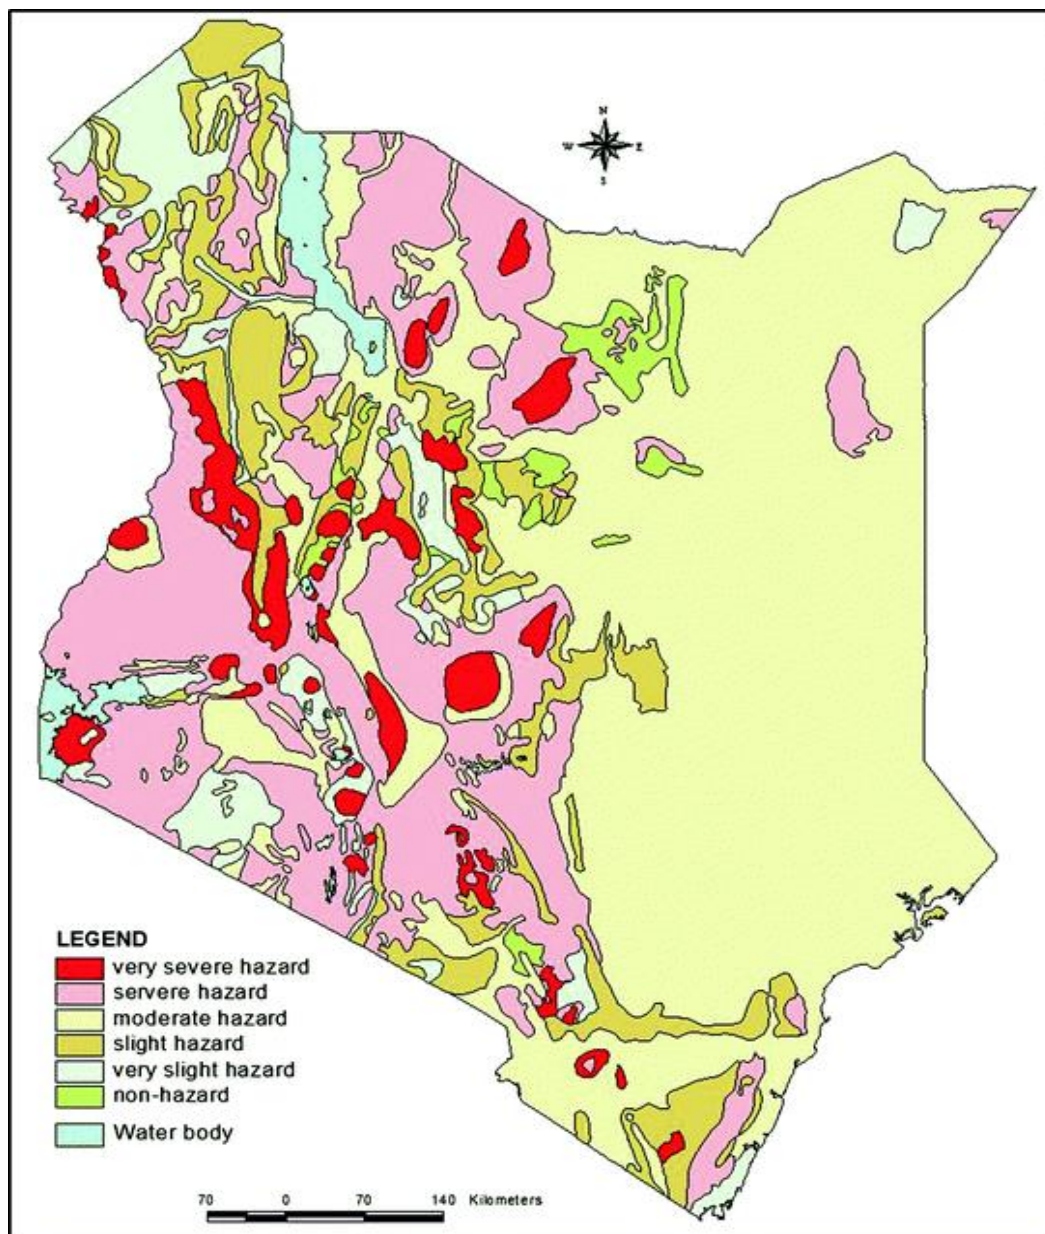 N
W E
S
LEGEND
very severe hazard
servere hazard
moderate hazard
slight hazard
very slight hazard
non-hazard
Water body
70 0 70 140 Kilometers